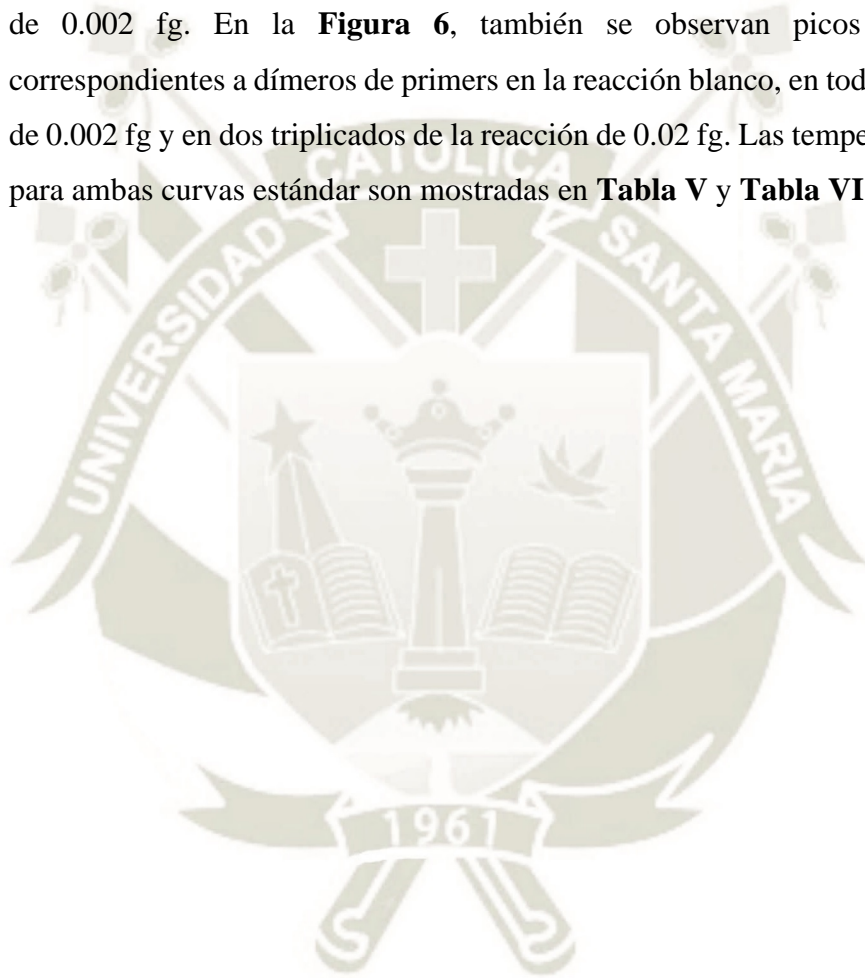 de 0.002 fg. En la Figura 6, también se observan picos
correspondientes a dímeros de primers en la reacción blanco, en tod
de 0.002 fg y en dos triplicados de la reacción de 0.02 fg. Las tempe
para ambas curvas estándar son mostradas en Tabla V y Tabla VI
UNIVERSIDAD CATOLICA SANTA MARIA
1961